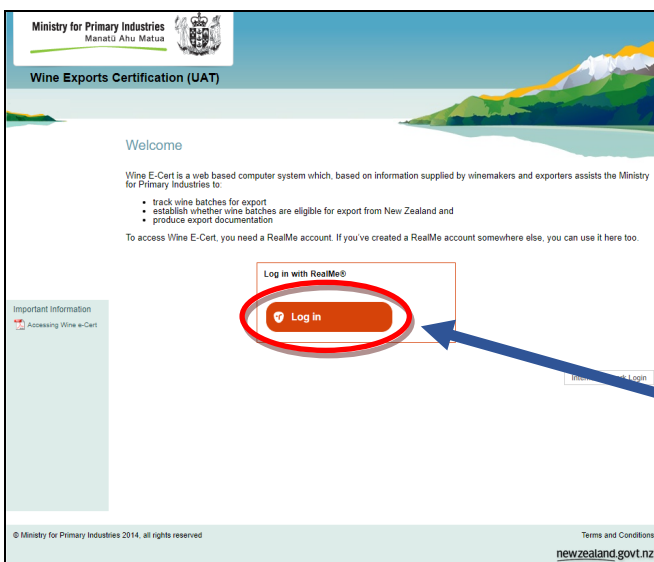 Ministry for Primary Industries
Manatū Ahu Matua
Wine Exports Certification (UAT)
Welcome
Wine E-Cert is a web based computer system which, based on information supplied by winemakers and exporters assists the Ministry
for Primary Industries to:
• track wine batches for export
• establish whether wine batches are eligible for export from New Zealand and
• produce export documentation
To access Wine E-Cert, you need a RealMe account. If you've created a RealMe account somewhere else, you can use it here too.
Log in with RealMe®
Log in
Important Information
Accessing Wine e-Cert
Login
© Ministry for Primary Industries 2014, all rights reserved
Terms and Conditions
newzealand.govt.nz